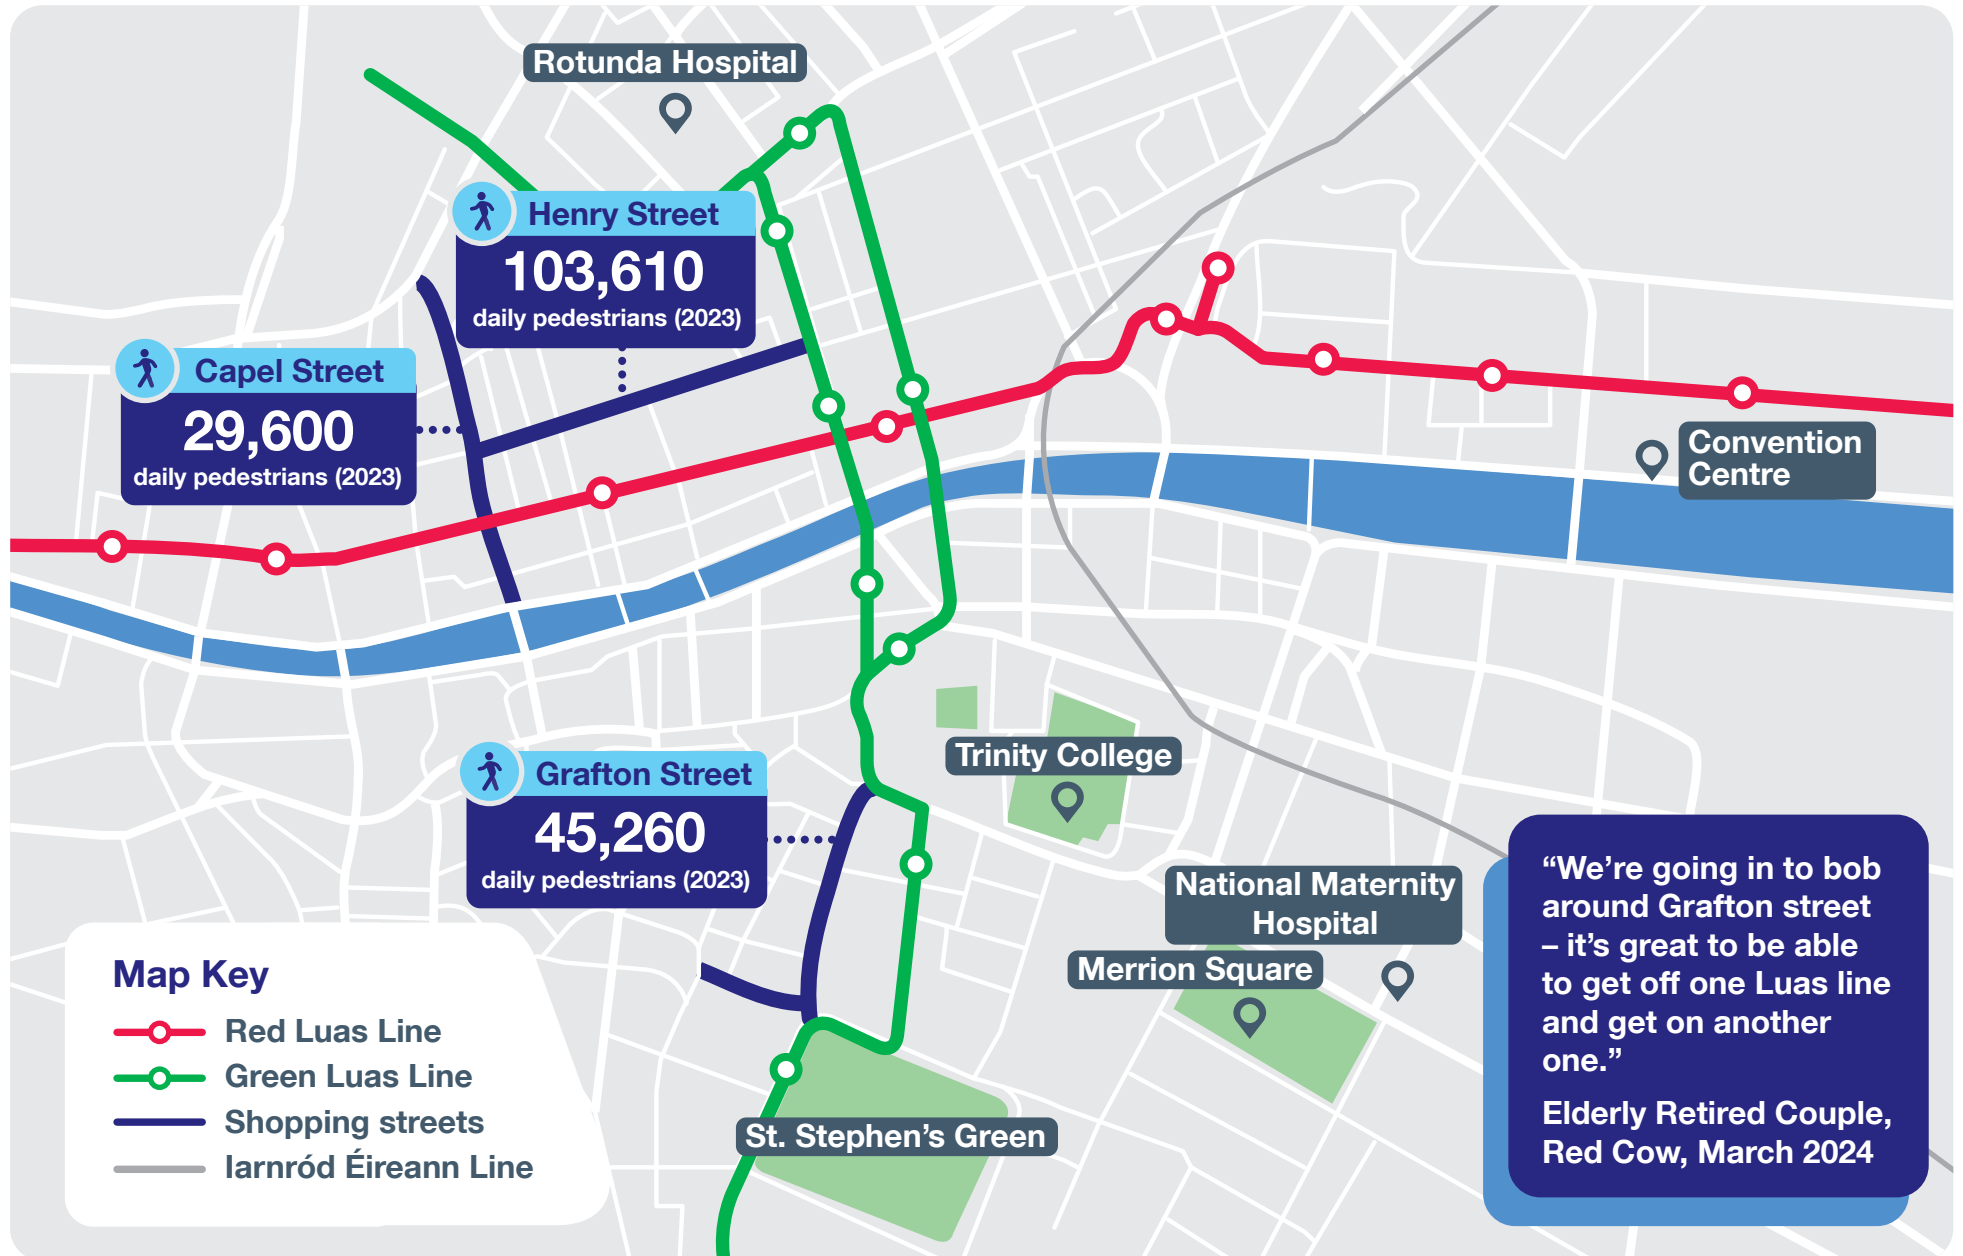 Rotunda Hospital
Henry Street
103,610
daily pedestrians (2023)
Capel Street
29,600
daily pedestrians (2023)
Convention
Centre
Grafton Street
45,260
daily pedestrians (2023)
Trinity College
National Maternity
Hospital
Merrion Square
St. Stephen’s Green
Map Key
Red Luas Line
Green Luas Line
Shopping streets
Iarnród Éireann Line
“We’re going in to bob
around Grafton street
– it’s great to be able
to get off one Luas line
and get on another
one.”
Elderly Retired Couple,
Red Cow, March 2024